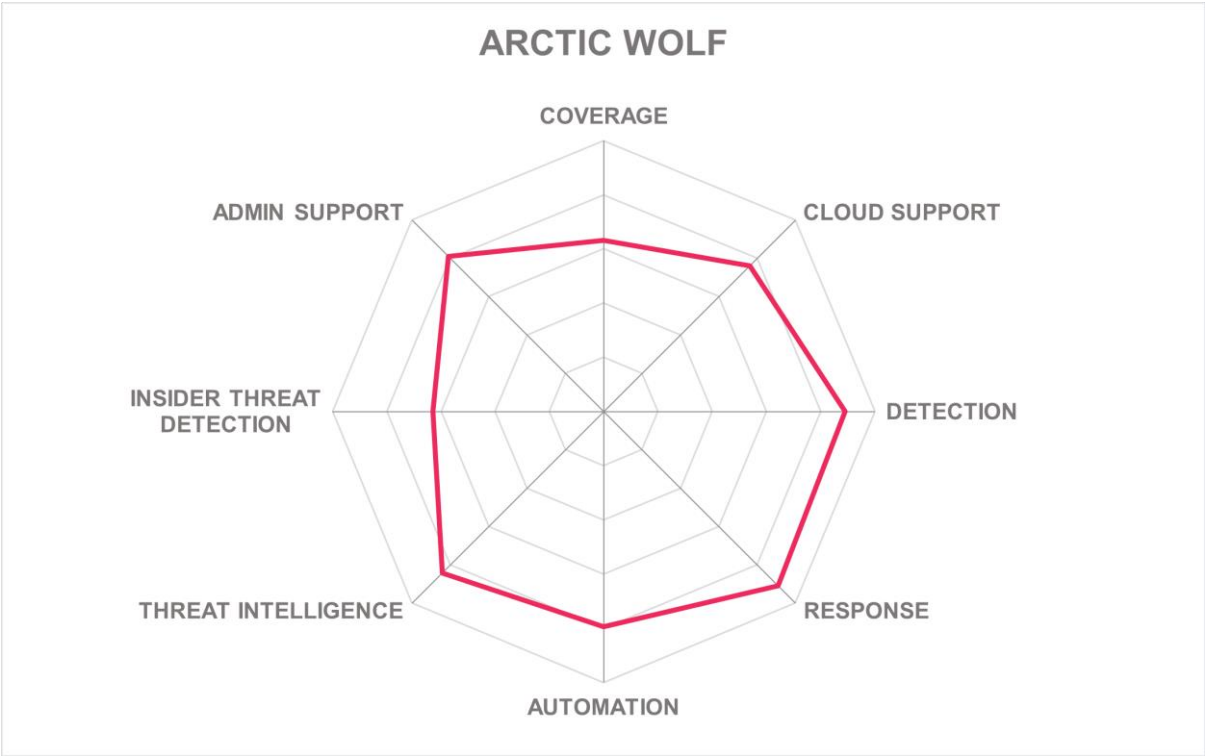 ARCTIC WOLF
COVERAGE
ADMIN SUPPORT
CLOUD SUPPORT
INSIDER THREAT
DETECTION
DETECTION
THREAT INTELLIGENCE
RESPONSE
AUTOMATION